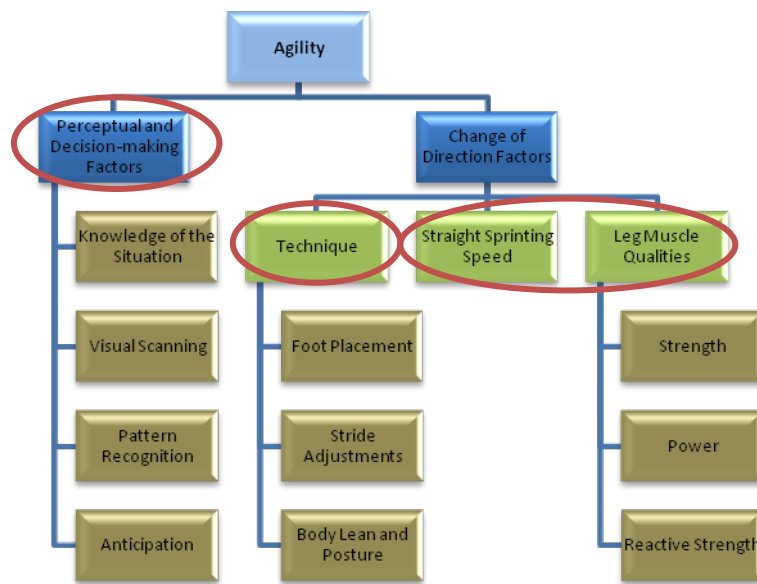 Agility
Perceptual and
Decision-making
Factors
Change of
Direction Factors
Knowledge of the
Situation
Technique
Straight Sprinting
Speed
Leg Muscle
Qualities
Visual Scanning
Foot Placement
Strength
Pattern
Recognition
Stride
Adjustments
Power
Anticipation
Body Lean and
Posture
Reactive Strength